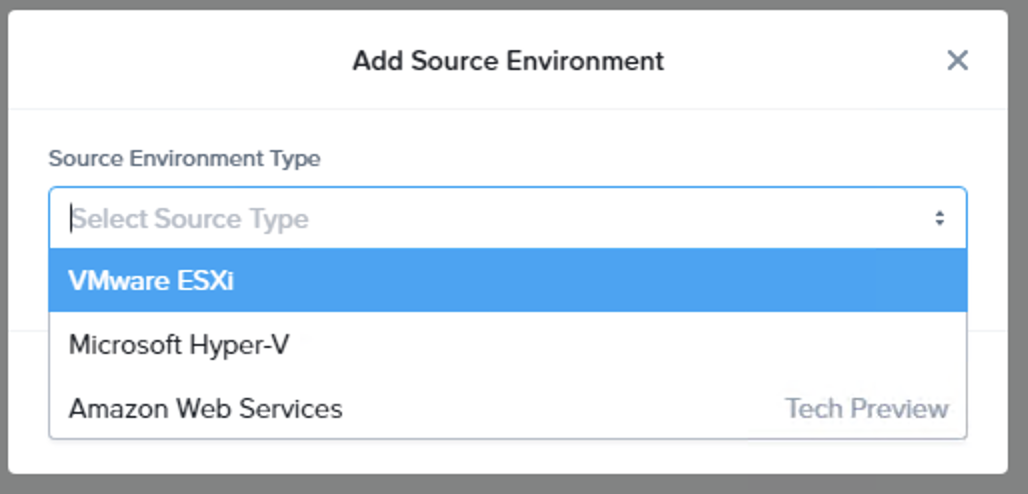 Add Source Environment
Source Environment Type
Select Source Type
VMware ESXi
Microsoft Hyper-V
Amazon Web Services Tech Preview